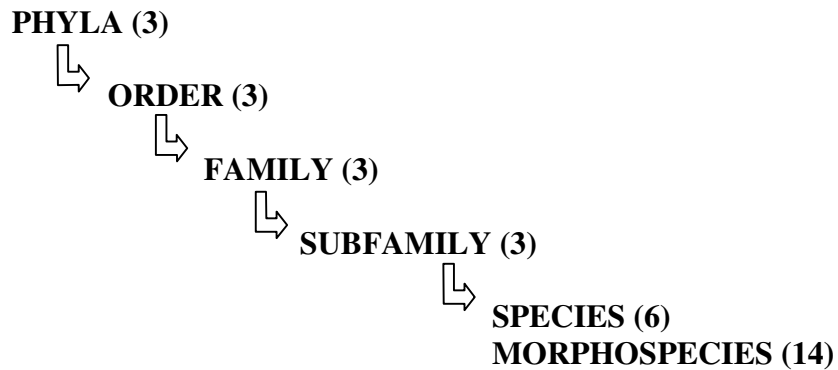 PHYLA (3)
ORDER (3)
FAMILY (3)
SUBFAMILY (3)
SPECIES (6)
MORPHOSPECIES (14)